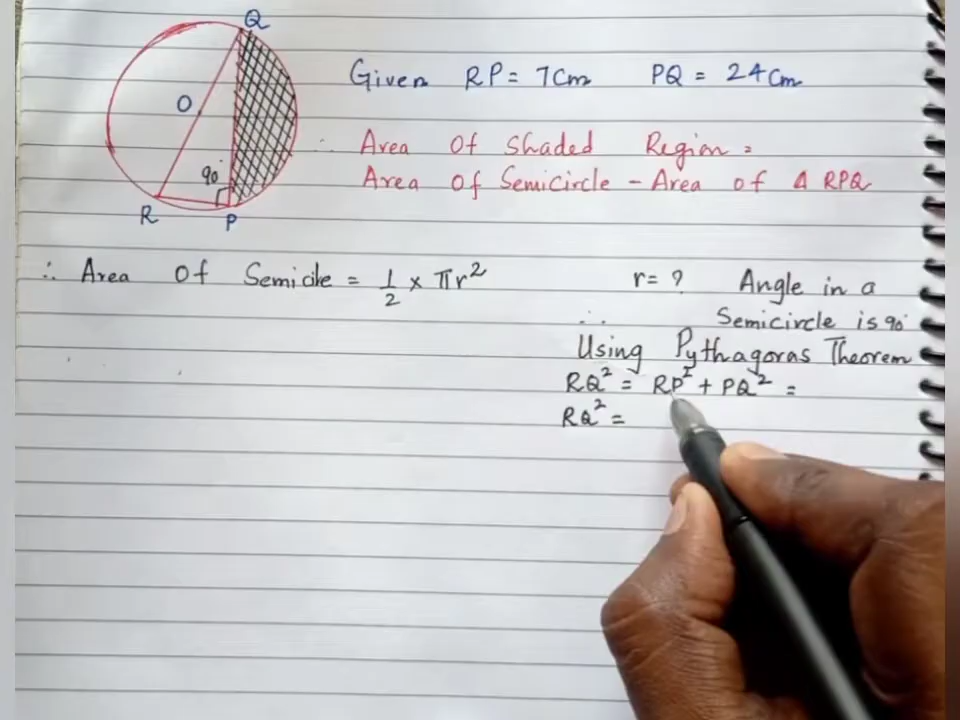 Q
Given RP = 7cm PQ = 24cm
O
∴ Area Of Shaded Region =
90°
Area Of Semicircle - Area of Δ RPQ
R
P
∴ Area Of Semicile = 1/2 × πr² r = ? Angle in a
∴ Semicircle is 90°
Using Pythagoras Theorem
RQ² = RP² + PQ² =
RQ² =